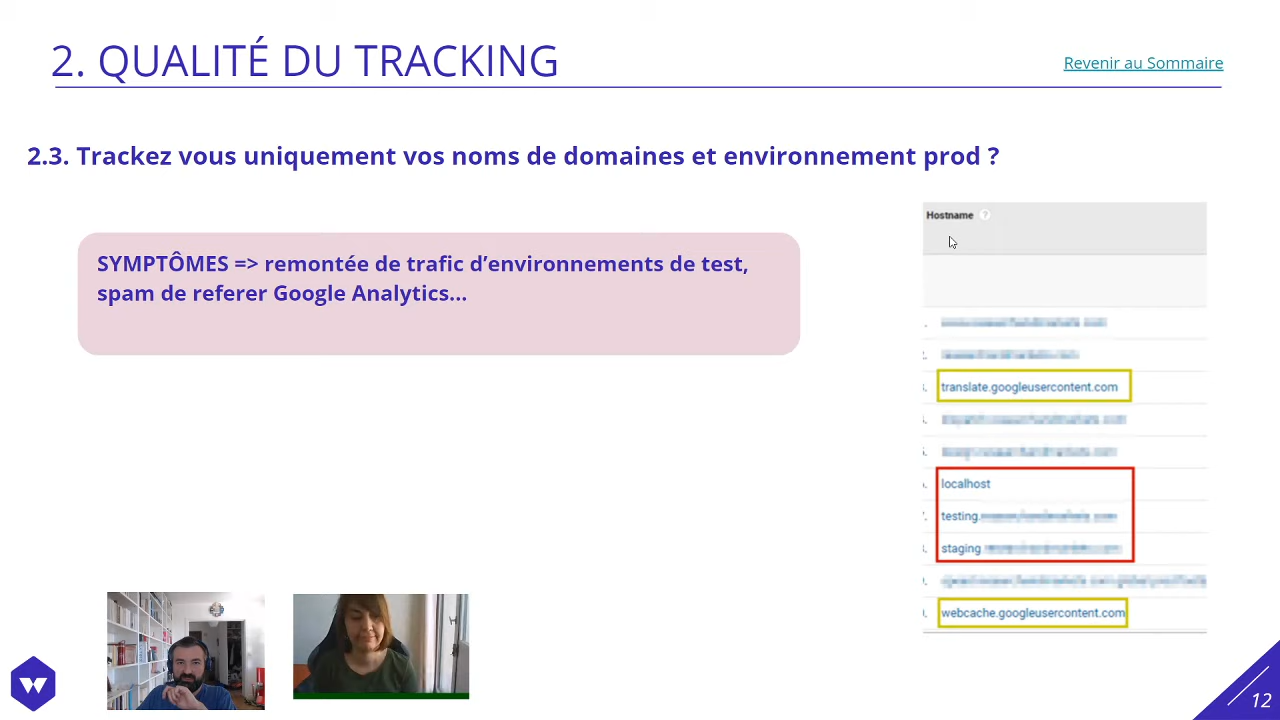 2. QUALITÉ DU TRACKING
Revenir au Sommaire
2.3. Trackez vous uniquement vos noms de domaines et environnement prod ?
SYMPTÔMES => remontée de trafic d’environnements de test,
spam de referer Google Analytics...
Hostname ?
translate.googleusercontent.com
localhost
testing.
staging
webcache.googleusercontent.com
12